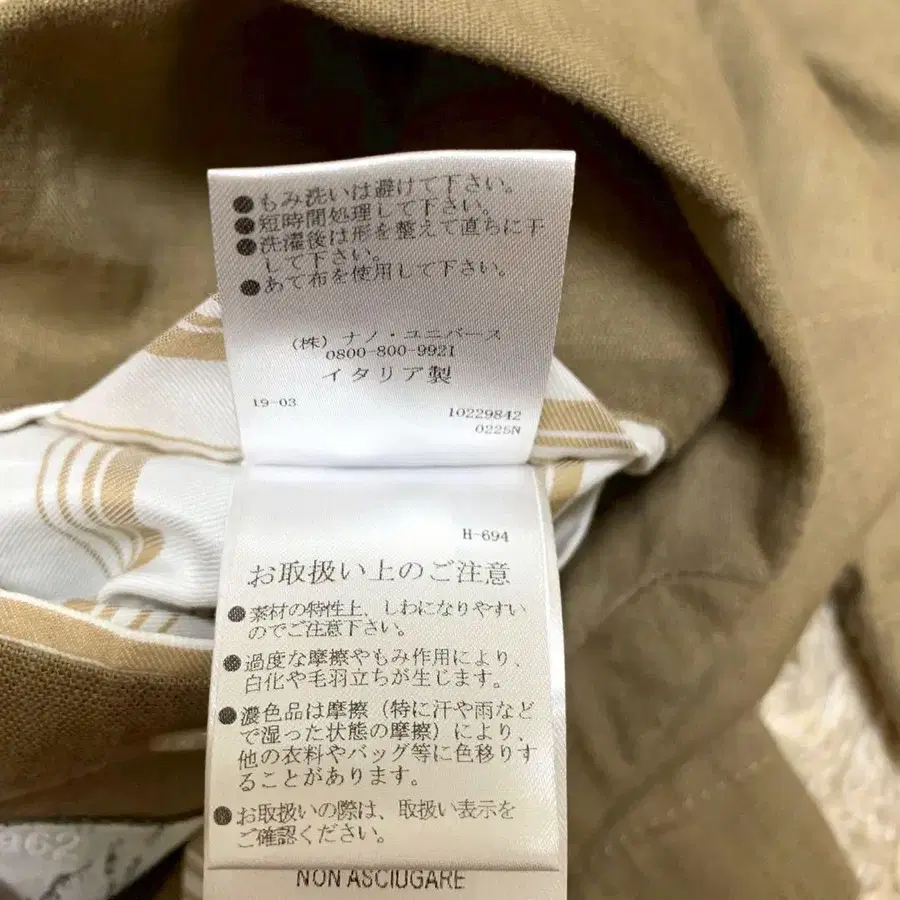 ●もみ洗いは避けて下さい。
●短時間処理して下さい。
●洗濯後は形を整えて直ちに干
して下さい。
●あて布を使用して下さい。
(株) ナノ・ユニバース
0800-800-9921
イタリア製
19-03
10229842
0225N
H-694
お取扱い上のご注意
●素材の特性上、しわになりやすい
のでご注意下さい。
●過度な摩擦やもみ作用により、
白化や毛羽立ちが生じます。
●濃色品は摩擦（特に汗や雨など
で湿った状態の摩擦）により、
他の衣料やバッグ等に色移りす
ることがあります。
●お取扱いの際は、取扱い表示を
ご確認ください。
NON ASCIUGARE
962